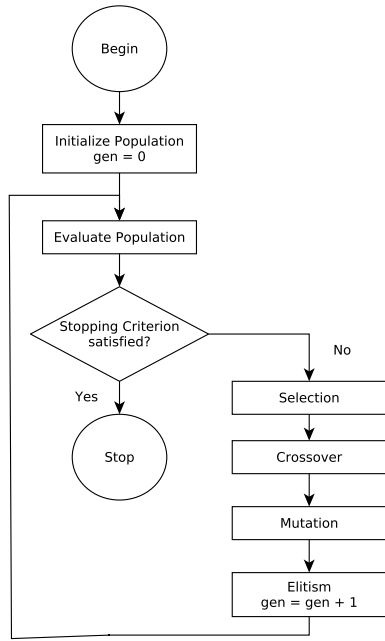 Begin
Initialize Population
gen = 0
Evaluate Population
Stopping Criterion
satisfied?
No
Yes
Stop
Selection
Crossover
Mutation
Elitism
gen = gen + 1